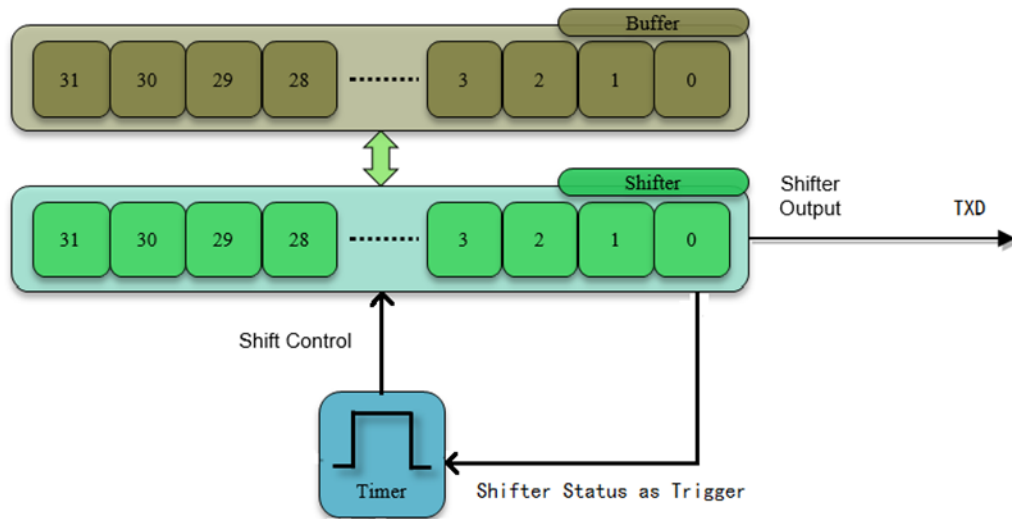 Buffer
31 30 29 28 3 2 1 0
Shifter
31 30 29 28 3 2 1 0
Shifter
Output
TXD
Shift Control
Timer
Shifter Status as Trigger